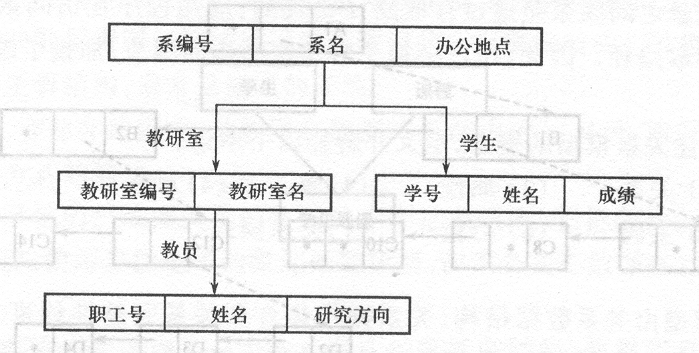 系编号 系名 办公地点
教研室 学生
教研室编号 教研室名 学号 姓名 成绩
教员
职工号 姓名 研究方向